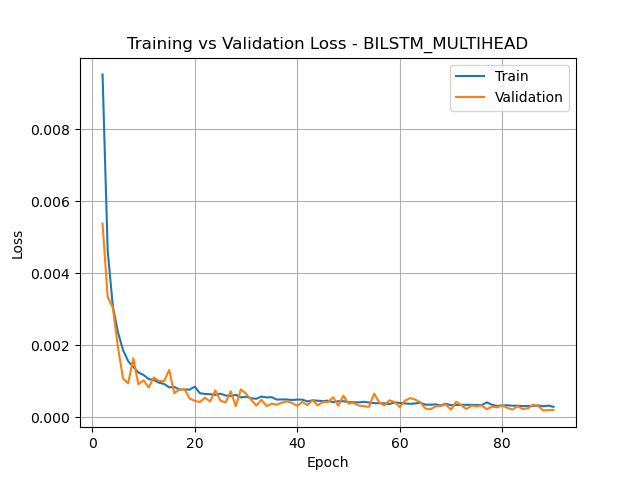 Training vs Validation Loss - BILSTM_MULTIHEAD
Train
Validation
Loss
0.008
0.006
0.004
0.002
0.000
0 20 40 60 80
Epoch